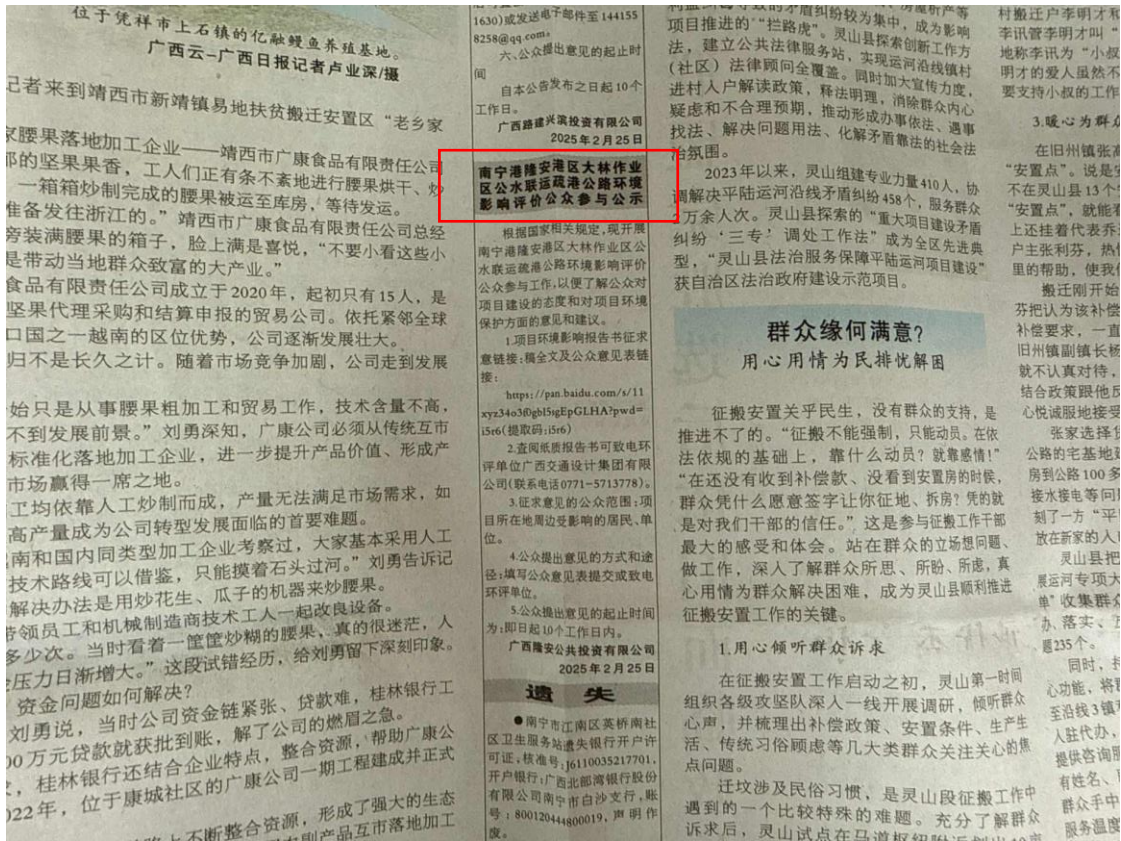 位于凭祥市上石镇的亿融鳗鱼养殖基地。
广西云-广西日报记者卢业深/摄
记者来到靖西市新靖镇易地扶贫搬迁安置区“老乡家
家腰果落地加工企业——靖西市广康食品有限责任公司
郁的坚果果香，工人们正有条不紊地进行腰果烘干、炒
一箱箱炒制完成的腰果被运至库房，等待发运。
准备发往浙江的。”靖西市广康食品有限责任公司总经
旁装满腰果的箱子，脸上满是喜悦，“不要小看这些小
是带动当地群众致富的大产业。”
食品有限责任公司成立于2020年，起初只有15人，是
坚果代理采购和结算申报的贸易公司。依托紧邻全球
口国之一越南的区位优势，公司逐渐发展壮大。
归不是长久之计。随着市场竞争加剧，公司走到发展
始只是从事腰果粗加工和贸易工作，技术含量不高，
不到发展前景。”刘勇深知，广康公司必须从传统互市
标准化落地加工企业，进一步提升产品价值、形成产
市场赢得一席之地。
工均依靠人工炒制而成，产量无法满足市场需求，如
高产量成为公司转型发展面临的首要难题。
越南和国内同类型加工企业考察过，大家基本采用人工
技术路线可以借鉴，只能摸着石头过河。”刘勇告诉记
解决办法是用炒花生、瓜子的机器来炒腰果。
带领员工和机械制造商技术工人一起改良设备。
多少次。当时看着一筐筐炒糊的腰果，真的很迷茫，人
压力日渐增大。”这段试错经历，给刘勇留下深刻印象。
资金问题如何解决？
刘勇说，当时公司资金链紧张、贷款难，桂林银行工
00万元贷款就获批到账，解了公司的燃眉之急。
，桂林银行还结合企业特点，整合资源，帮助广康公
022年，位于康城社区的广康公司一期工程建成并正式
不断整合资源，形成了强大的生态
副产品互市落地加工
1630)或发送电子邮件至144155
8258@qq.com。
六、公众提出意见的起止时
间
自本公告发布之日起10个
工作日。
广西路建兴滨投资有限公司
2025年2月25日
南宁港隆安港区大林作业
区公水联运疏港公路环境
影响评价公众参与公示
根据国家相关规定，现开展
南宁港隆安港区大林作业区公
水联运疏港公路环境影响评价
公众参与工作，以便了解公众对
项目建设的态度和对项目环境
保护方面的意见和建议。
1.项目环境影响报告书征求
意链接：稿全文及公众意见表链
接：
https://pan.baidu.com/s/11
xyz34o3f0gbl5sgEpGLHA?pwd=
i5r6(提取码:i5r6)
2.查阅纸质报告书可致电环
评单位广西交通设计集团有限
公司(联系电话0771-5713778)。
3.征求意见的公众范围：项
目所在地周边受影响的居民、单
位。
4.公众提出意见的方式和途
径：填写公众意见表提交或致电
环评单位。
5.公众提出意见的起止时间
为：即日起10个工作日内。
广西隆安公共投资有限公司
2025年2月25日
遗失
●南宁市江南区英桥南社
区卫生服务站遗失银行开户许
可证，核准号：J6110035217701，
开户银行：广西北部湾银行股份
有限公司南宁市白沙支行，账
号：800120444800019，声明作
废。
项目推进的“拦路虎”。灵山县探索创新工作方
法，建立公共法律服务站，实现运河沿线镇村
(社区)法律顾问全覆盖。同时加大宣传力度，
进村入户解读政策，释法明理，消除群众内心
疑虑和不合理预期，推动形成办事依法、遇事
找法、解决问题用法、化解矛盾靠法的社会法
治氛围。
2023年以来，灵山组建专业力量410人，协
调解决平陆运河沿线矛盾纠纷458个，服务群众
万余人次。灵山县探索的“重大项目建设矛盾
纠纷‘三专’调处工作法”成为全区先进典
型，“灵山县法治服务保障平陆运河项目建设”
获自治区法治政府建设示范项目。
群众缘何满意？
用心用情为民排忧解困
征搬安置关乎民生，没有群众的支持，是
推进不了的。“征搬不能强制，只能动员。在依
法依规的基础上，靠什么动员？就靠感情！”
“在还没有收到补偿款、没看到安置房的时候，
群众凭什么愿意签字让你征地、拆房？凭的就
是对我们干部的信任。”这是参与征搬工作干部
最大的感受和体会。站在群众的立场想问题、
做工作，深入了解群众所思、所盼、所虑，真
心用情为群众解决困难，成为灵山县顺利推进
征搬安置工作的关键。
1.用心倾听群众诉求
在征搬安置工作启动之初，灵山第一时间
组织各级攻坚队深入一线开展调研，倾听群众
心声，并梳理出补偿政策、安置条件、生产生
活、传统习俗顾虑等几大类群众关注关心的焦
点问题。
迁坟涉及民俗习惯，是灵山段征搬工作中
遇到的一个比较特殊的难题。充分了解群众
诉求后，灵山试点在马道枢纽附近划出
村搬迁户李明才和
李讯管李明才叫“
地称李讯为“小叔
明才的爱人虽然不
要支持小叔的工作
3.暖心为群众
在旧州镇张高
“安置点”。说是安
不在灵山县13个
“安置点”，就能看
上还挂着代表乔迁
户主张利芬，热情
里的帮助，使我们
搬迁刚开始
芬把认为该补偿
补偿要求，一直
旧州镇副镇长杨
就不认真对待，
结合政策跟他反
心悦诚服地接受
张家选择货
公路的宅基地建
房到公路100多
接水接电等问
刻了一方“平
放在新家的入
灵山县把
展运河专项大
单”收集群众
办、落实、互
题235个。
同时，持
心功能，将群
至沿线3镇
人驻代办，
提供咨询服
有姓名、
群众手中
服务温度